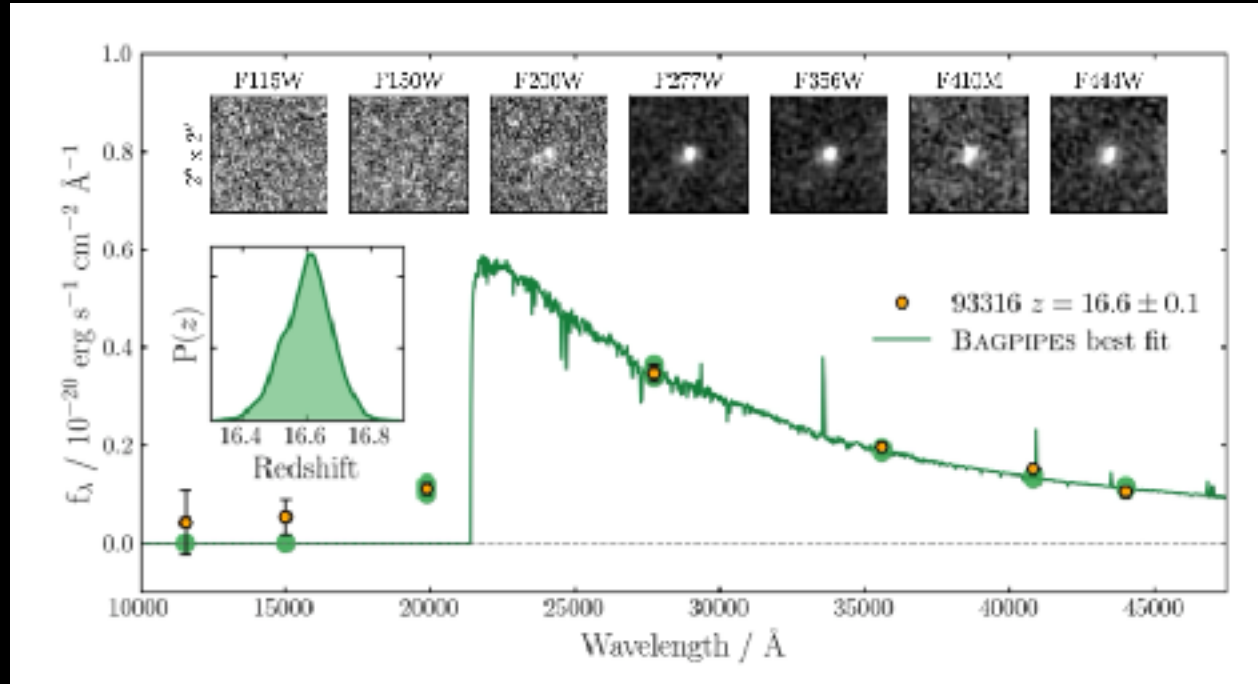 1.0
F115W F150W F200W F277W F356W F410M F444W
2" x 2"
0.8
0.6
0.4
0.2
0.0
f_λ / 10^−20 erg s^−1 cm^−2 Å^−1
P(z)
16.4 16.6 16.8
Redshift
93316 z = 16.6 ± 0.1
BAGPIPES best fit
10000 15000 20000 25000 30000 35000 40000 45000
Wavelength / Å